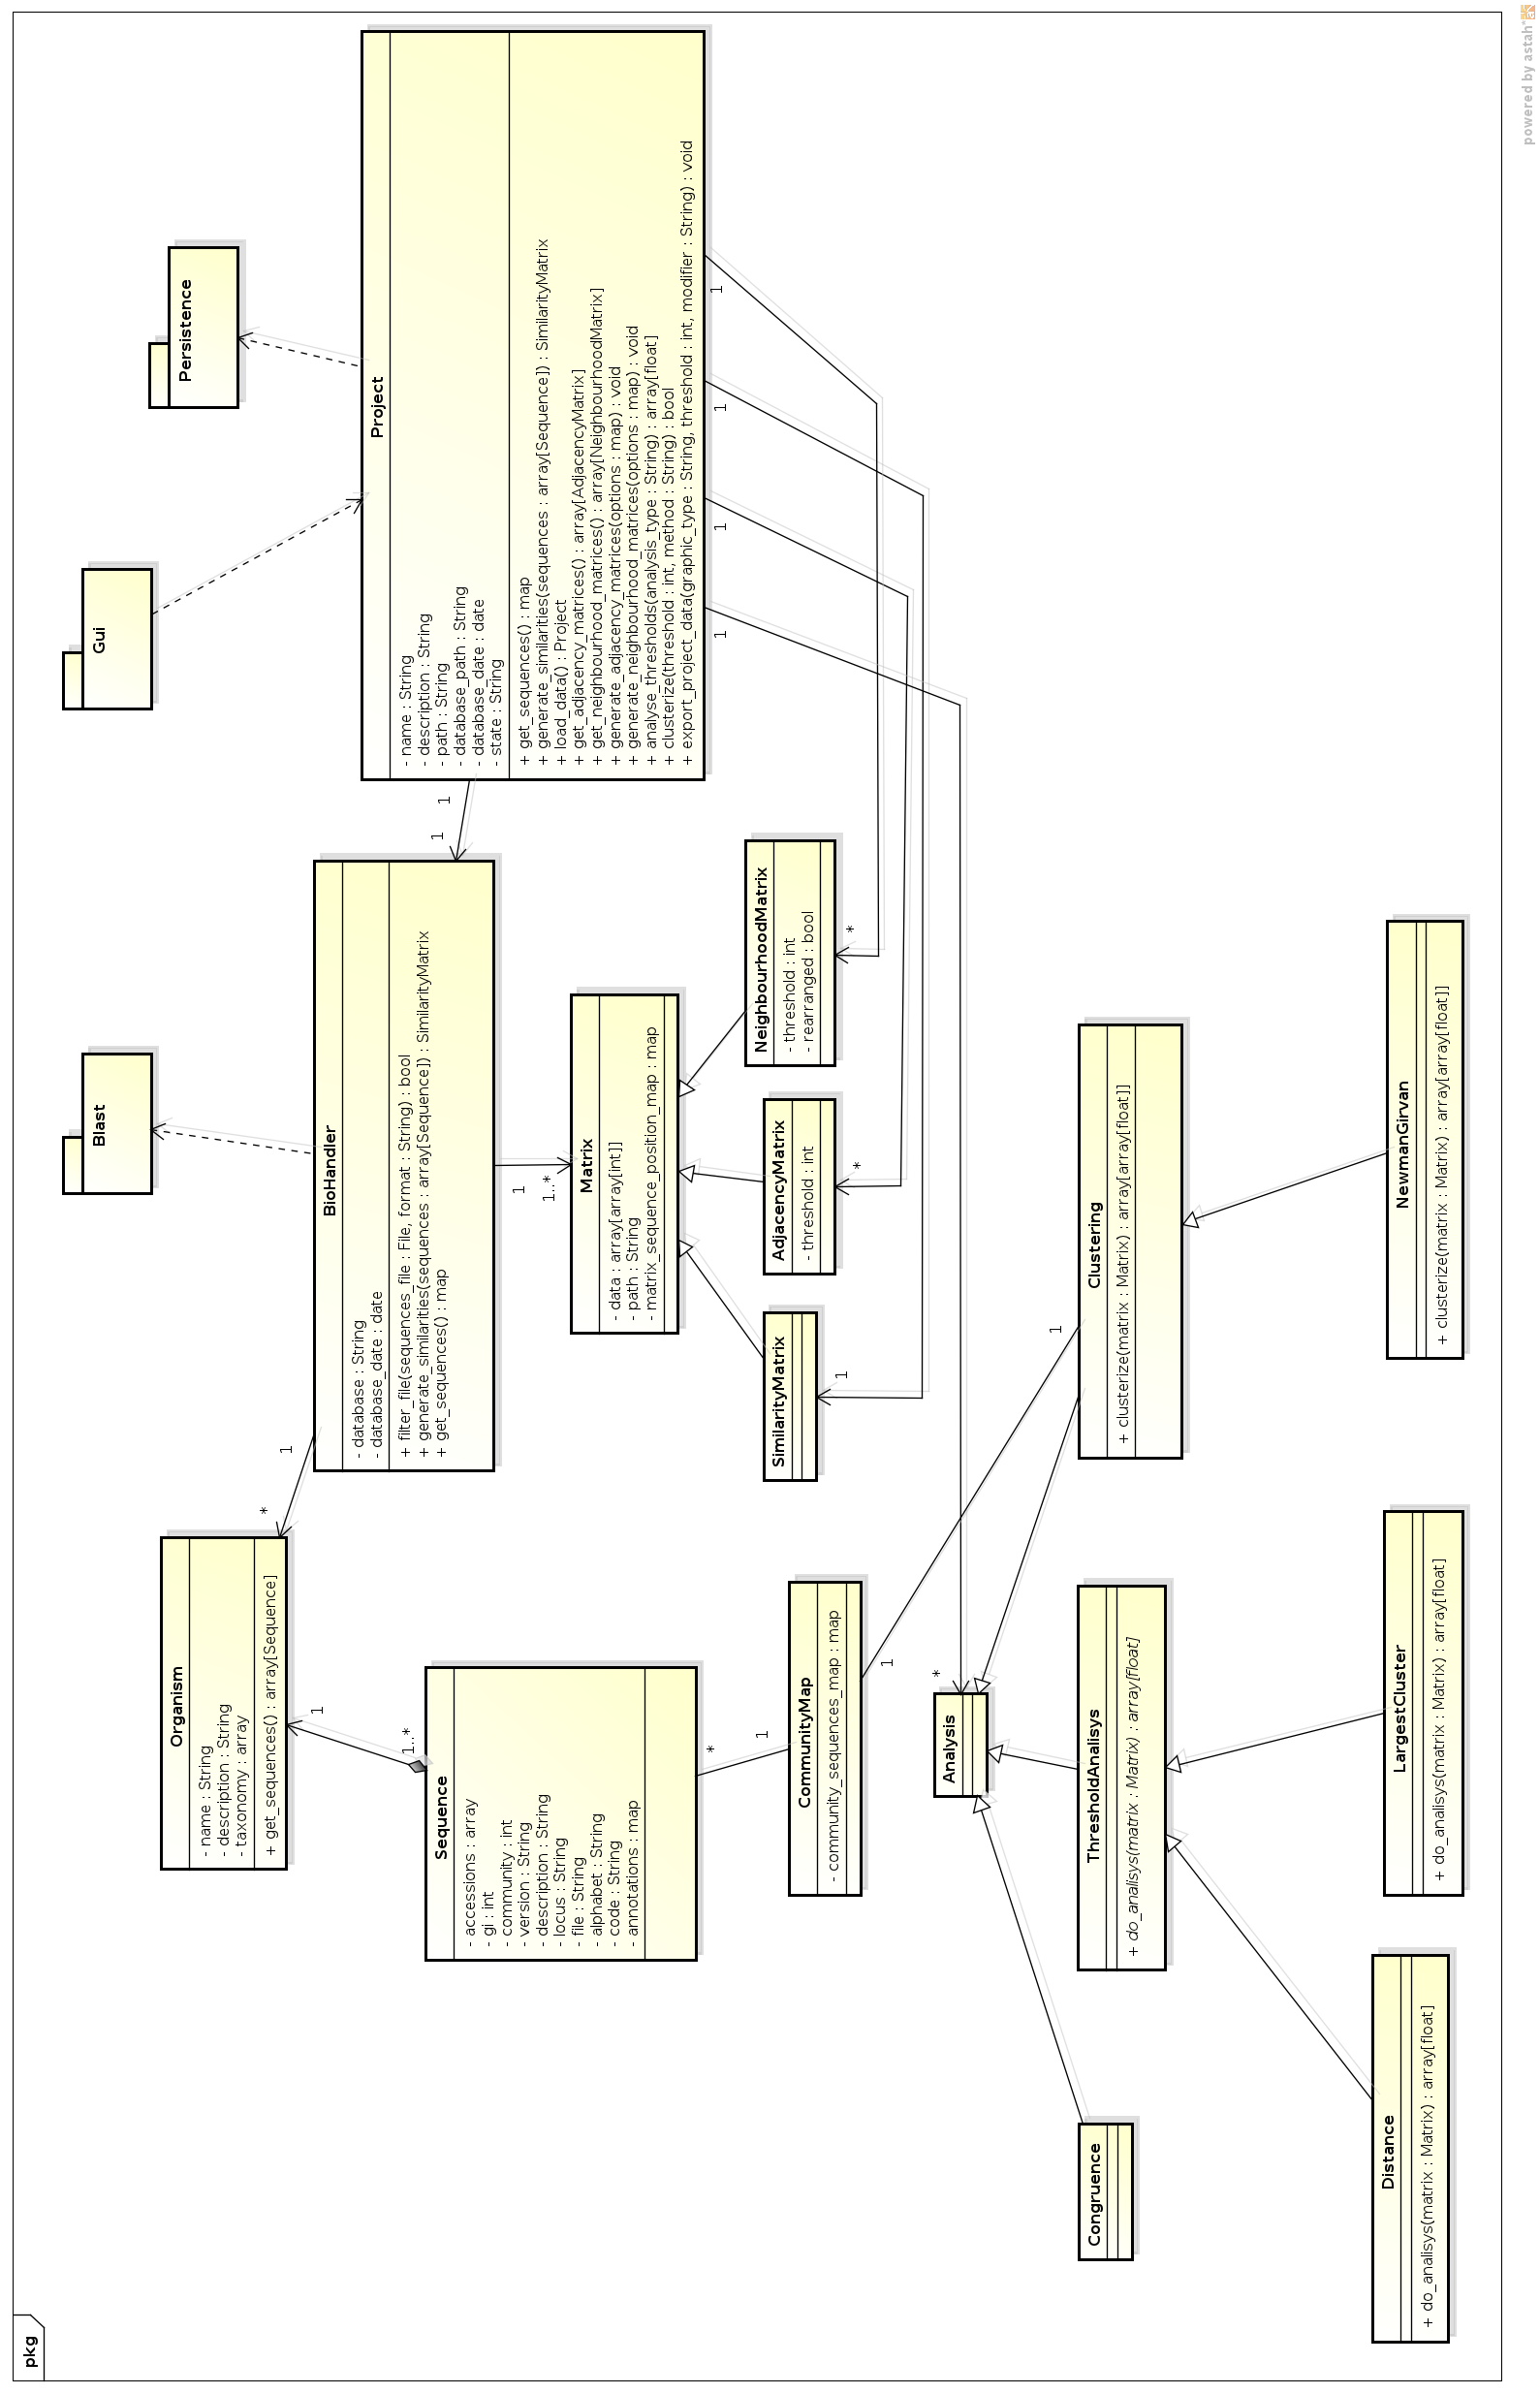 pkg
Gui
Persistence
Blast
Project
- name : String
- description : String
- path : String
- database_path : String
- database_date : date
- state : String
+ get_sequences() : map
+ generate_similarities(sequences : array[Sequence]) : SimilarityMatrix
+ load_data() : Project
+ get_adjacency_matrices() : array[AdjacencyMatrix]
+ get_neighbourhood_matrices() : array[NeighbourhoodMatrix]
+ generate_adjacency_matrices(options : map) : void
+ generate_neighbourhood_matrices(options : map) : void
+ analyse_thresholds(analysis_type : String) : array[float]
+ clusterize(threshold : int, method : String) : bool
+ export_project_data(graphic_type : String, threshold : int, modifier : String) : void
1
1
1
1
1
1
BioHandler
- database : String
- database_date : date
+ filter_file(sequences_file : File, format : String) : bool
+ generate_similarities(sequences : array[Sequence]) : SimilarityMatrix
+ get_sequences() : map
1
*
1
1..*
Organism
- name : String
- description : String
- taxonomy : array
+ get_sequences() : array[Sequence]
1
1..*
Sequence
- accessions : array
- gi : int
- community : int
- version : String
- description : String
- locus : String
- file : String
- alphabet : String
- code : String
- annotations : map
*
1
Matrix
- data : array[array[int]]
- path : String
- matrix_sequence_position_map : map
SimilarityMatrix
1
AdjacencyMatrix
- threshold : int
*
NeighbourhoodMatrix
- threshold : int
- rearranged : bool
*
CommunityMap
- community_sequences_map : map
1
1
Analysis
*
Congruence
ThresholdAnalisys
+ do_analisys(matrix : Matrix) : array[float]
Clustering
+ clusterize(matrix : Matrix) : array[array[float]]
Distance
+ do_analisys(matrix : Matrix) : array[float]
LargestCluster
+ do_analisys(matrix : Matrix) : array[float]
NewmanGirvan
+ clusterize(matrix : Matrix) : array[array[float]]
powered by astah*